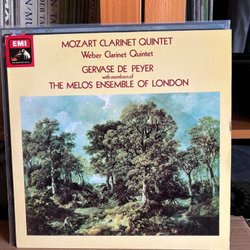 EMI
MOZART CLARINET QUINTET
Weber Clarinet Quintet
GERVASE DE PEYER
with members of
THE MELOS ENSEMBLE OF LONDON